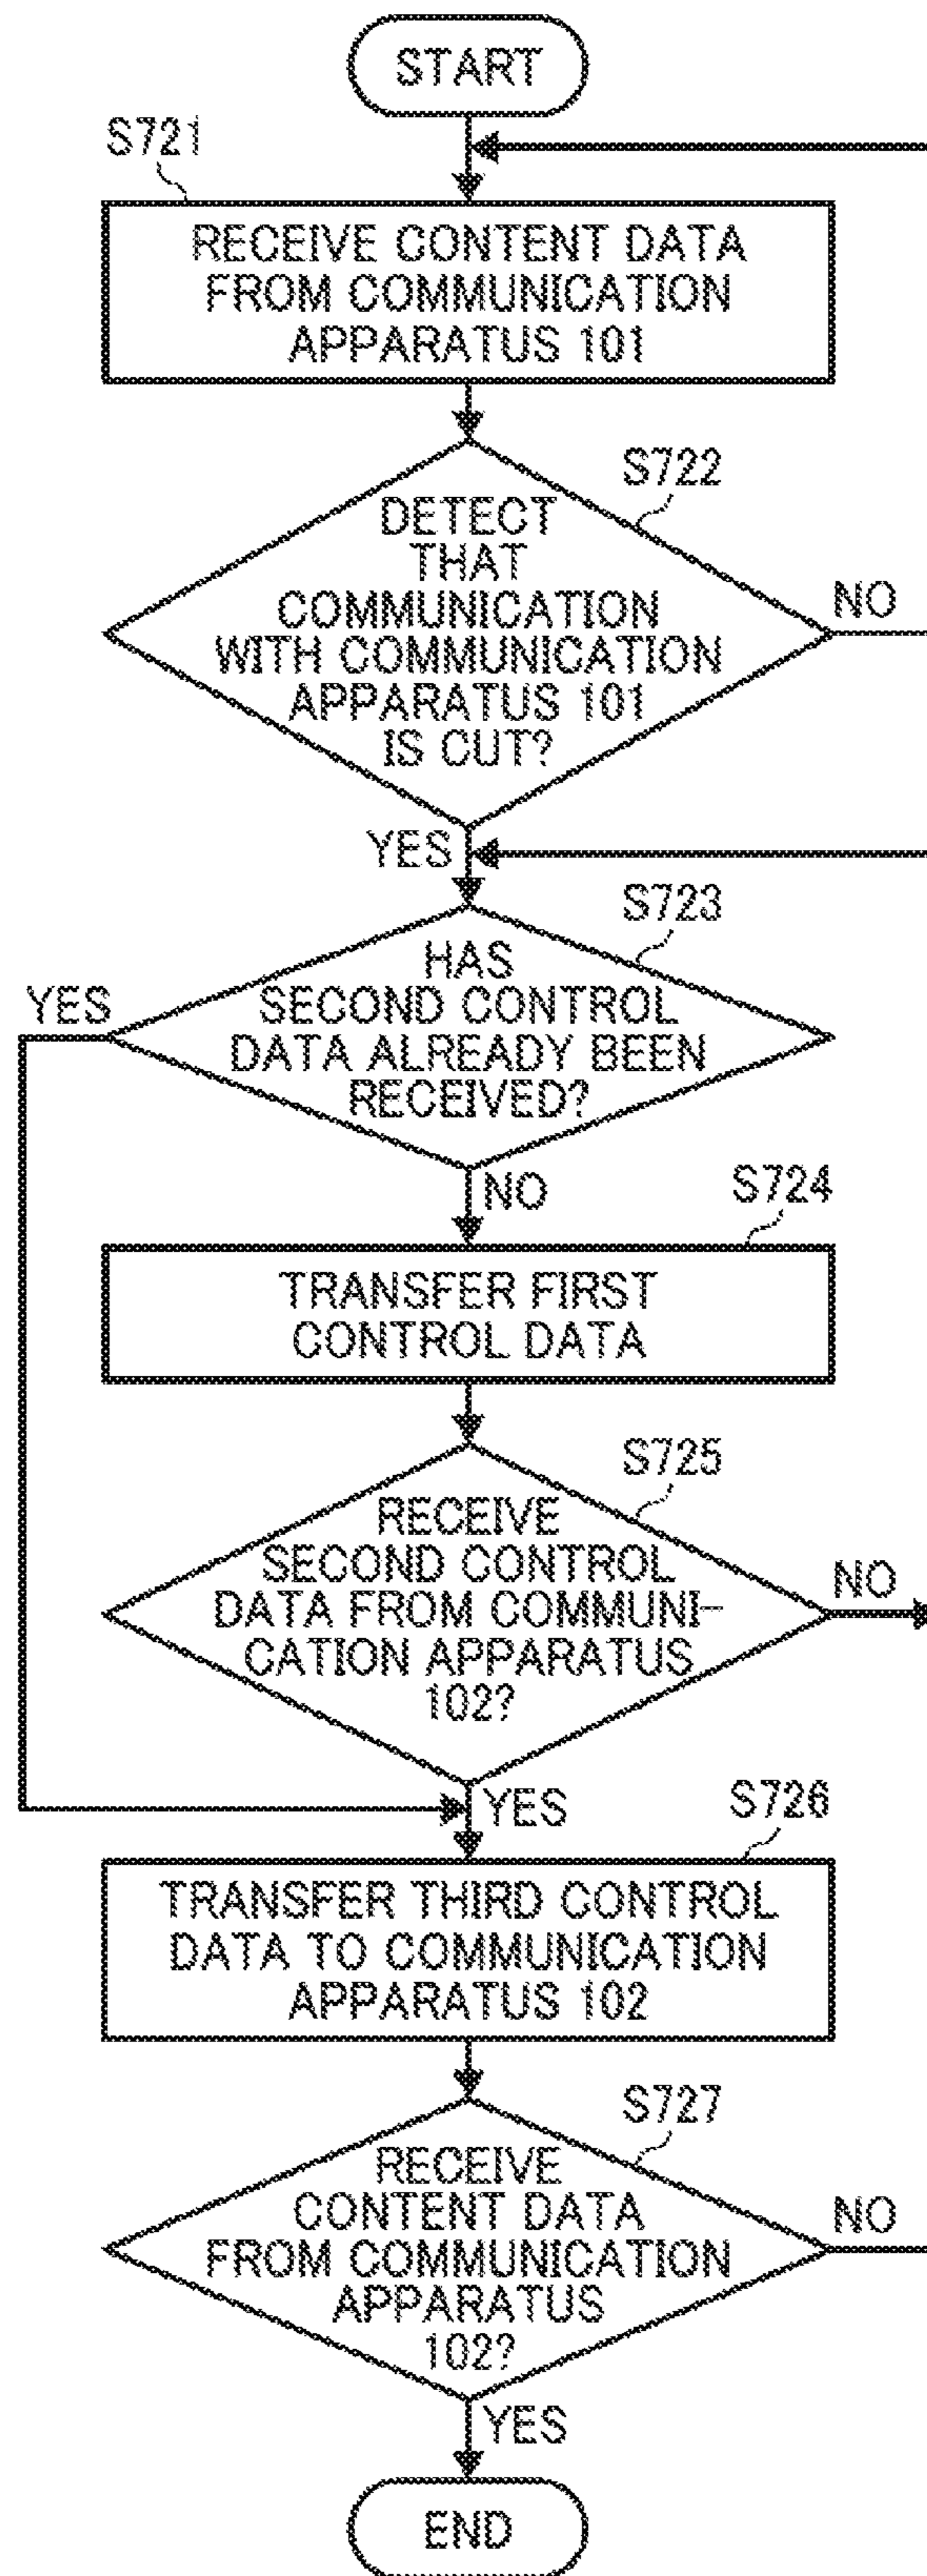 START
S721
RECEIVE CONTENT DATA
FROM COMMUNICATION
APPARATUS 101
S722
DETECT
THAT
COMMUNICATION
WITH COMMUNICATION
APPARATUS 101
IS CUT?
NO
YES
S723
HAS
SECOND CONTROL
DATA ALREADY BEEN
RECEIVED?
YES
NO
S724
TRANSFER FIRST
CONTROL DATA
S725
RECEIVE
SECOND CONTROL
DATA FROM COMMUNI-
CATION APPARATUS
102?
NO
YES
S726
TRANSFER THIRD CONTROL
DATA TO COMMUNICATION
APPARATUS 102
S727
RECEIVE
CONTENT DATA
FROM COMMUNICATION
APPARATUS
102?
NO
YES
END